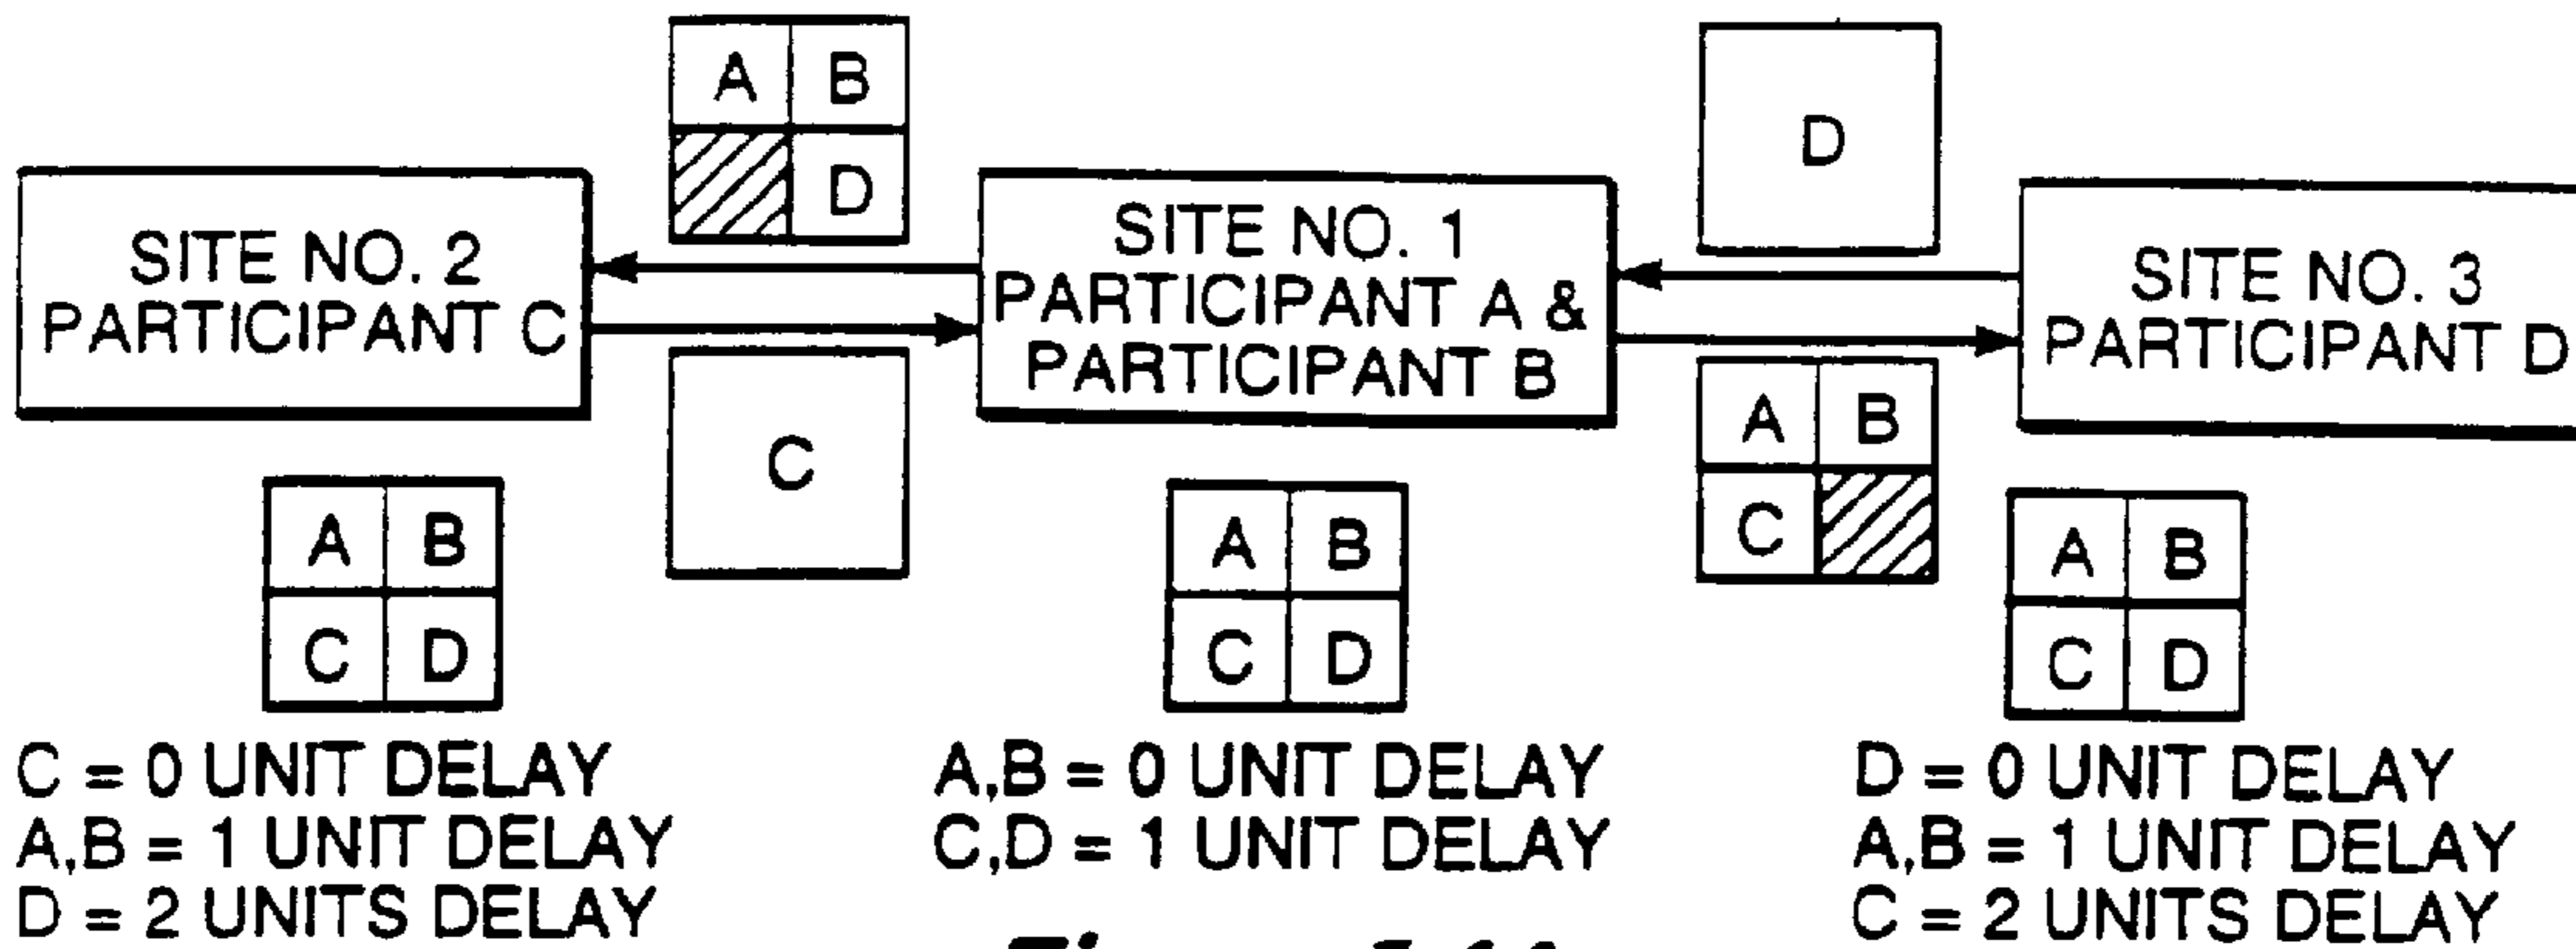 A B
D
SITE NO. 2
PARTICIPANT C
SITE NO. 1
PARTICIPANT A &
PARTICIPANT B
D
SITE NO. 3
PARTICIPANT D
C
A B
C
A B
C D
A B
C D
A B
C D
C = 0 UNIT DELAY
A,B = 1 UNIT DELAY
D = 2 UNITS DELAY
A,B = 0 UNIT DELAY
C,D = 1 UNIT DELAY
D = 0 UNIT DELAY
A,B = 1 UNIT DELAY
C = 2 UNITS DELAY